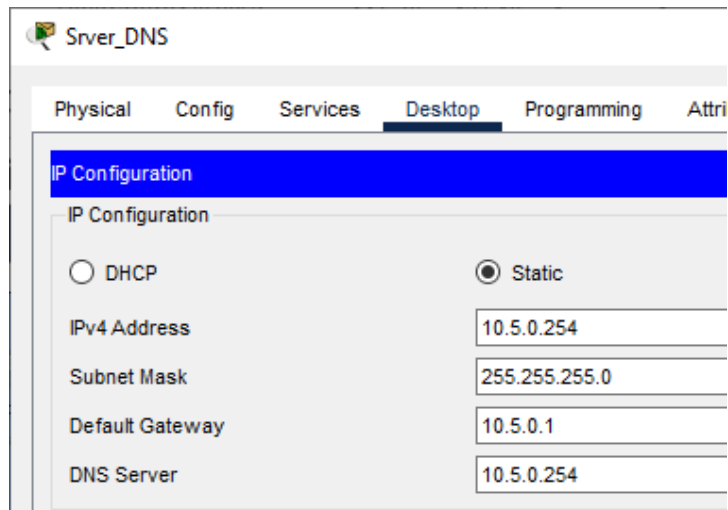 Srver_DNS
Physical Config Services Desktop Programming
IP Configuration
IP Configuration
DHCP Static
IPv4 Address 10.5.0.254
Subnet Mask 255.255.255.0
Default Gateway 10.5.0.1
DNS Server 10.5.0.254